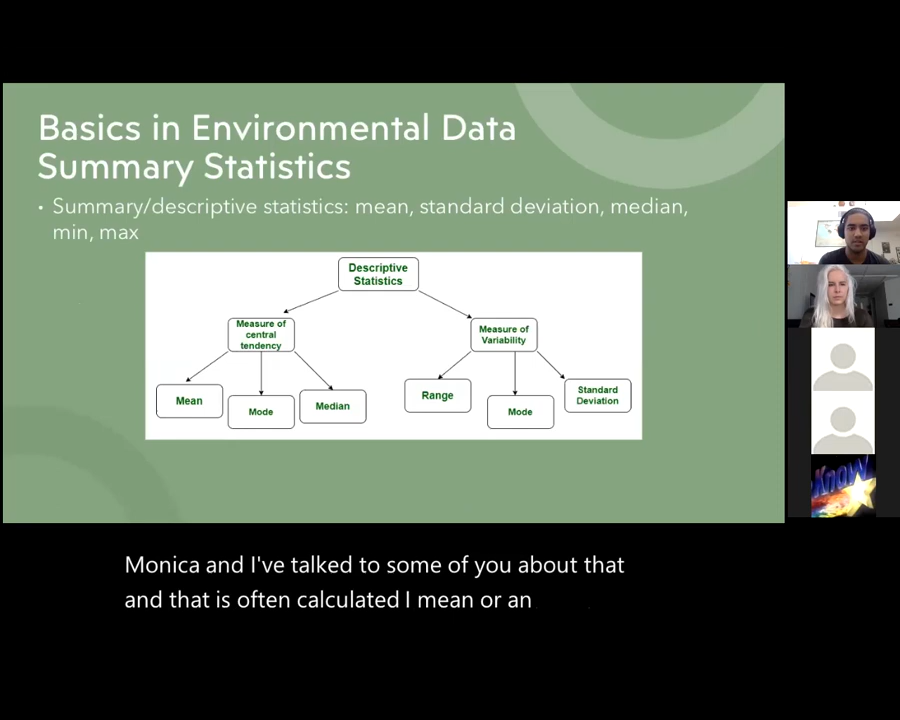 Basics in Environmental Data
Summary Statistics
• Summary/descriptive statistics: mean, standard deviation, median,
min, max
Descriptive
Statistics
Measure of
central
tendency
Measure of
Variability
Mean
Mode
Median
Range
Mode
Standard
Deviation
Know
Monica and I've talked to some of you about that
and that is often calculated I mean or an